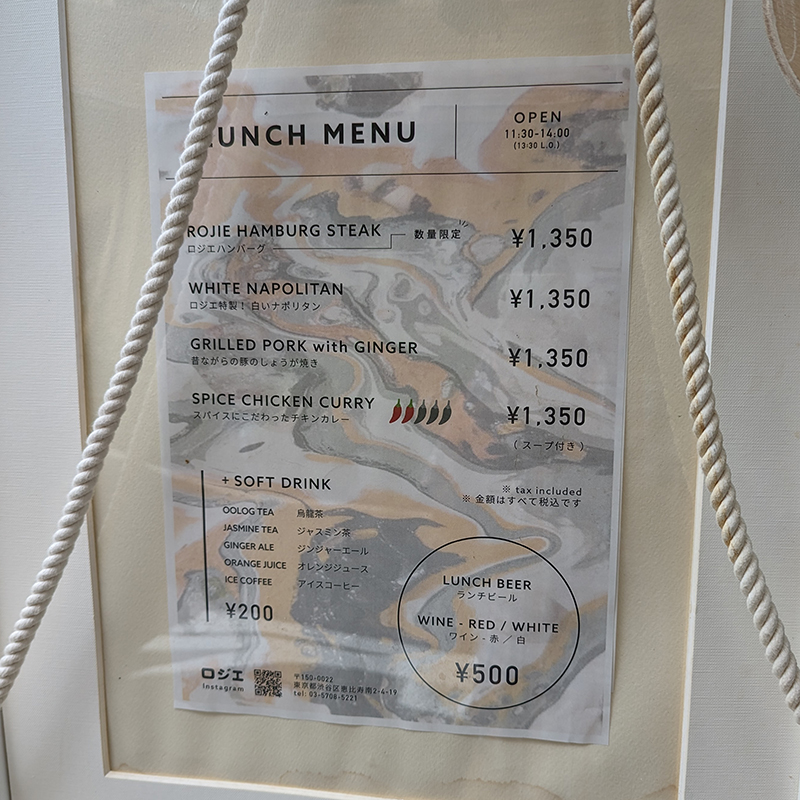 LUNCH MENU
OPEN
11:30-14:00
(13:30 L.O.)
ROJIE HAMBURG STEAK
ロジエハンバーグ
数量限定
¥1,350
WHITE NAPOLITAN
ロジエ特製！白いナポリタン
¥1,350
GRILLED PORK with GINGER
昔ながらの豚のしょうが焼き
¥1,350
SPICE CHICKEN CURRY
スパイスにこだわったチキンカレー
¥1,350
(スープ付き)
※ tax included
※ 金額はすべて税込です
+ SOFT DRINK
OOLOG TEA 烏龍茶
JASMINE TEA ジャスミン茶
GINGER ALE ジンジャーエール
ORANGE JUICE オレンジジュース
ICE COFFEE アイスコーヒー
¥200
LUNCH BEER
ランチビール
WINE - RED / WHITE
ワイン - 赤 / 白
¥500
ロジエ
Instagram
〒150-0022
東京都渋谷区恵比寿南2-4-19
tel: 03-5708-5221